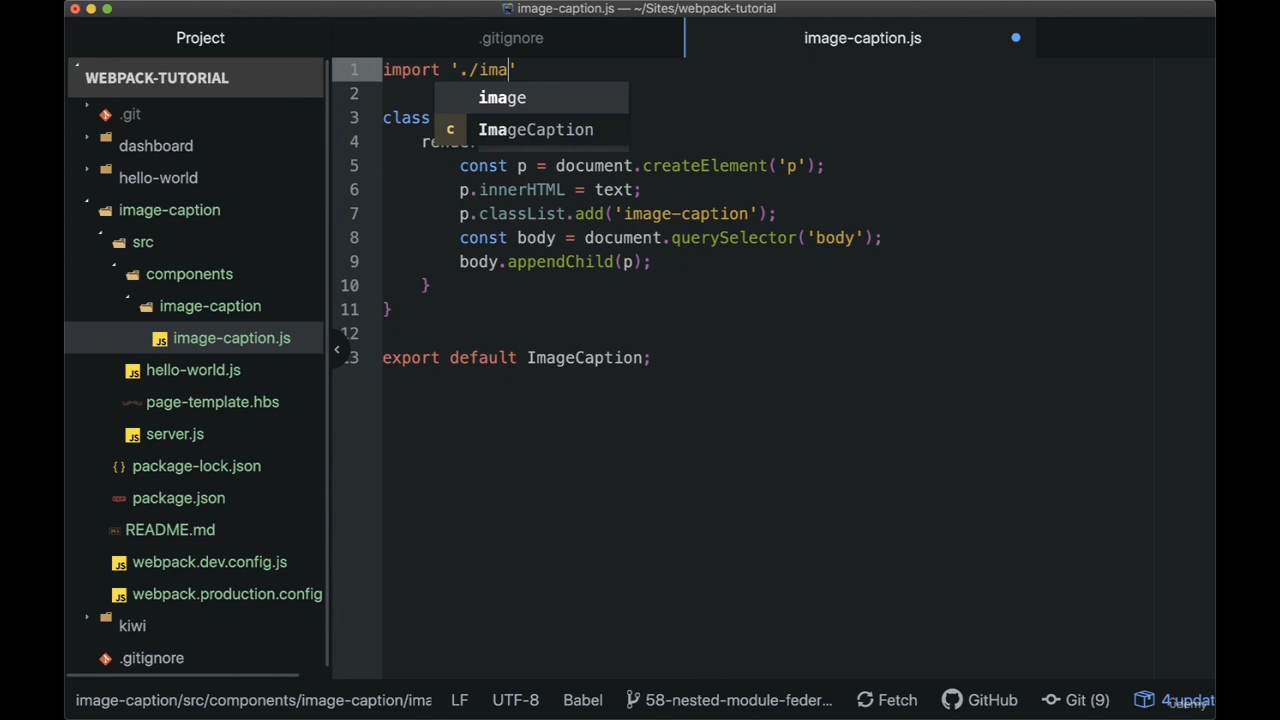 image-caption.js — ~/Sites/webpack-tutorial
Project
.gitignore
image-caption.js
WEBPACK-TUTORIAL
.git
dashboard
hello-world
image-caption
src
components
image-caption
image-caption.js
hello-world.js
page-template.hbs
server.js
package-lock.json
package.json
README.md
webpack.dev.config.js
webpack.production.config
kiwi
.gitignore
1 import './ima'
2
3 class
4
5 const p = document.createElement('p');
6 p.innerHTML = text;
7 p.classList.add('image-caption');
8 const body = document.querySelector('body');
9 body.appendChild(p);
10 }
11 }
12
13 export default ImageCaption;
image
c ImageCaption
image-caption/src/components/image-caption/ima LF UTF-8 Babel 58-nested-module-feder... Fetch GitHub Git (9) 4 updat
Udemy